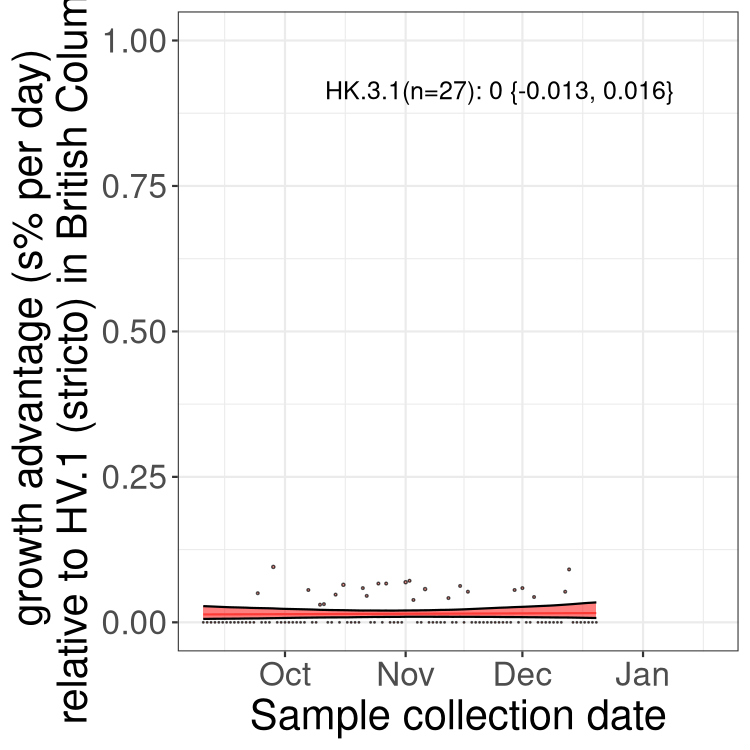 growth advantage (s% per day)
relative to HV.1 (stricto) in British Colum
1.00
0.75
0.50
0.25
0.00
HK.3.1(n=27): 0 {-0.013, 0.016}
Oct Nov Dec Jan
Sample collection date